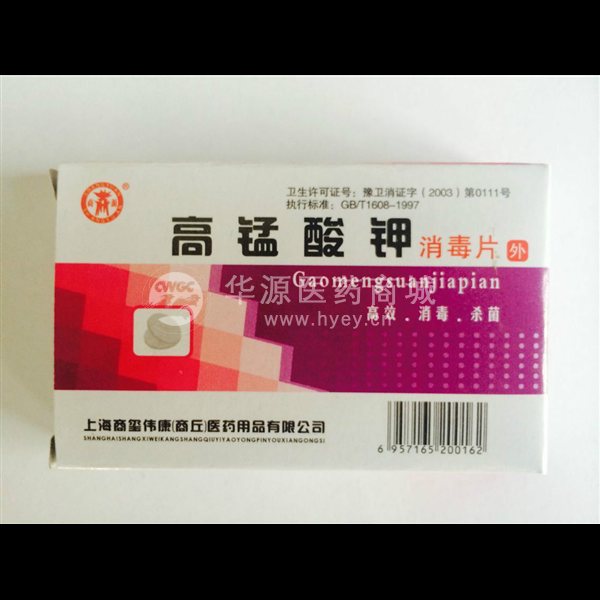 卫生许可证号：豫卫消证字（2003）第0111号
执行标准：GB/T1608-1997
高锰酸钾 消毒片 外
Gaomengsuanjiapian
CWGC 华源医药商城
www.hyey.cn
高效.消毒.杀菌
上海商玺伟康(商丘)医药用品有限公司
SHANGHAISHANGXIWEIKANGSHANGQIUYIYAOYONGPINYOUXIANGONGSI
6 957165 200162